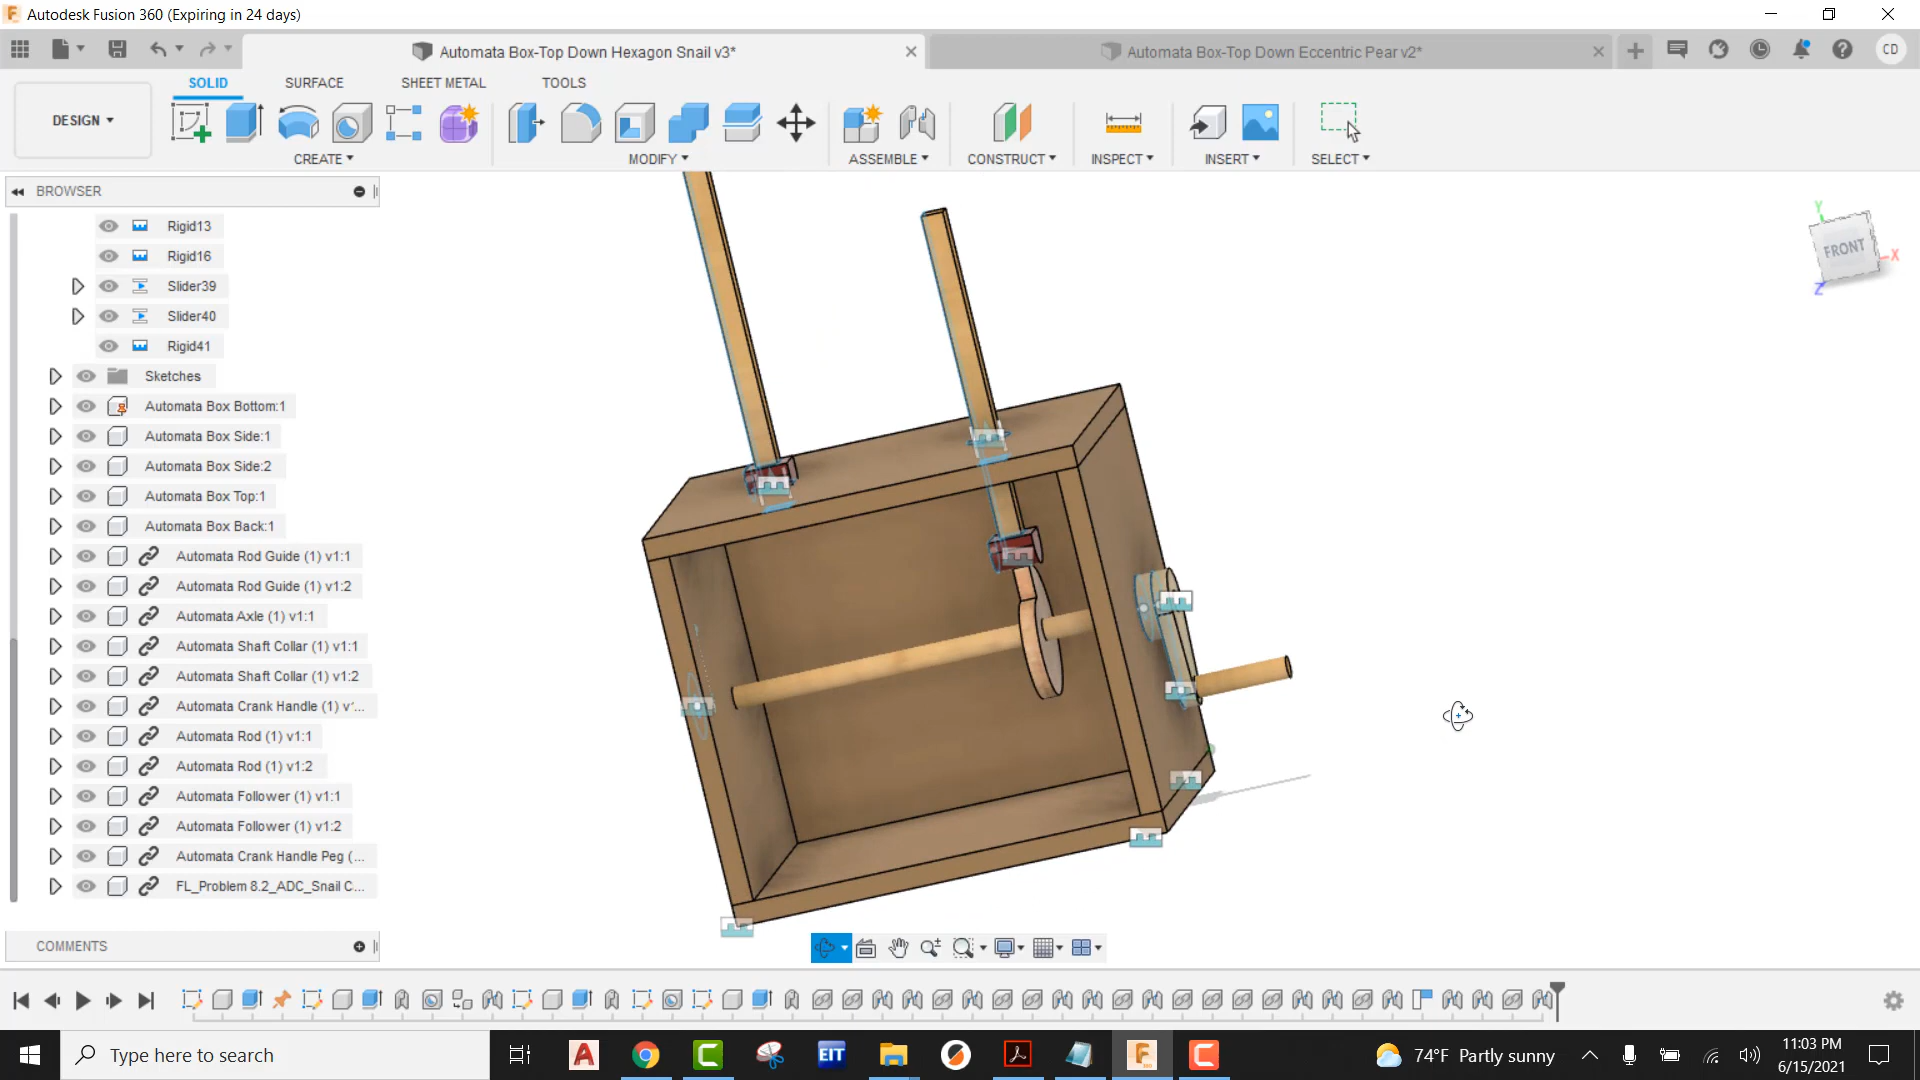 Autodesk Fusion 360 (Expiring in 24 days)
Automata Box-Top Down Hexagon Snail v3*
Automata Box-Top Down Eccentric Pear v2*
CD
SOLID
SURFACE
SHEET METAL
TOOLS
DESIGN
CREATE
MODIFY
ASSEMBLE
CONSTRUCT
INSPECT
INSERT
SELECT
BROWSER
Rigid13
Rigid16
Slider39
Slider40
Rigid41
Sketches
Automata Box Bottom:1
Automata Box Side:1
Automata Box Side:2
Automata Box Top:1
Automata Box Back:1
Automata Rod Guide (1) v1:1
Automata Rod Guide (1) v1:2
Automata Axle (1) v1:1
Automata Shaft Collar (1) v1:1
Automata Shaft Collar (1) v1:2
Automata Crank Handle (1) v'...
Automata Rod (1) v1:1
Automata Rod (1) v1:2
Automata Follower (1) v1:1
Automata Follower (1) v1:2
Automata Crank Handle Peg (...
FL_Problem 8.2_ADC_Snail C...
Y
FRONT
X
Z
COMMENTS
Type here to search
EIT
74°F Partly sunny
11:03 PM
6/15/2021